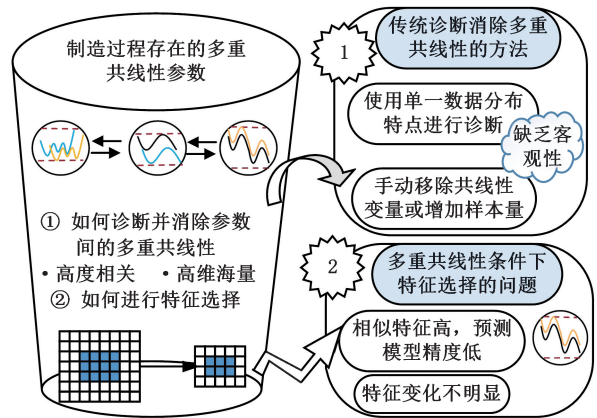 制造过程存在的多重
共线性参数
① 如何诊断并消除参数
间的多重共线性
·高度相关 ·高维海量
② 如何进行特征选择
1
传统诊断消除多重
共线性的方法
使用单一数据分布
特点进行诊断
缺乏客
观性
手动移除共线性
变量或增加样本量
2
多重共线性条件下
特征选择的问题
相似特征高，预测
模型精度低
特征变化不明显